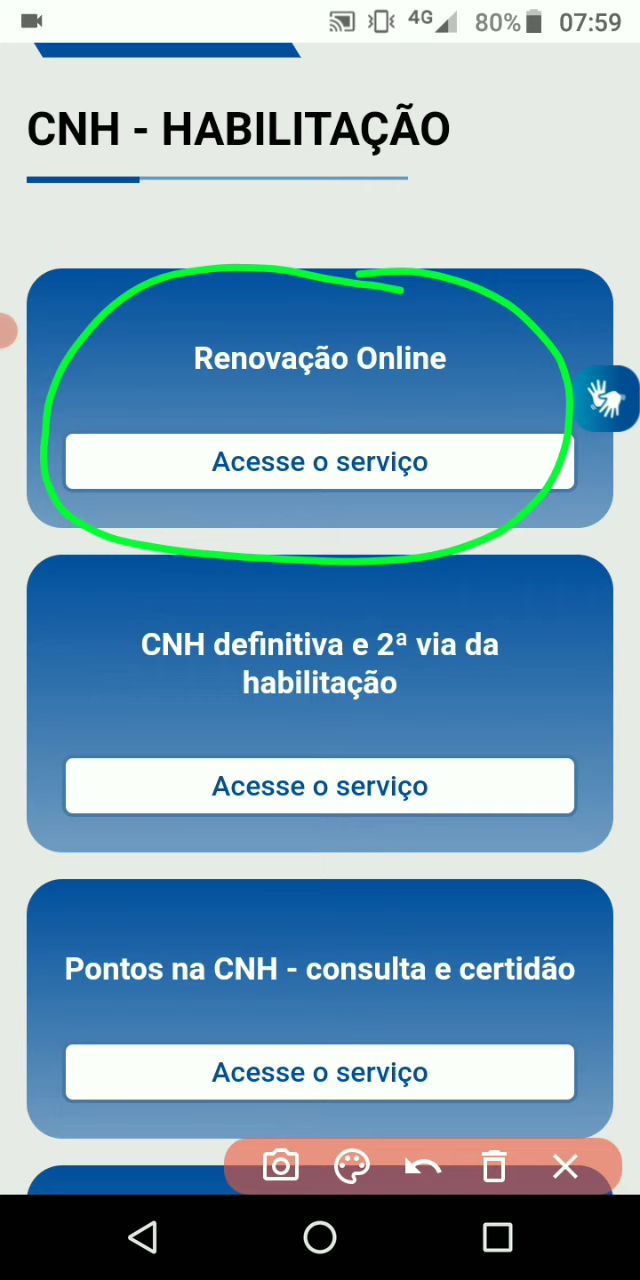 4G 80% 07:59
CNH - HABILITAÇÃO
Renovação Online
Acesse o serviço
CNH definitiva e 2ª via da
habilitação
Acesse o serviço
Pontos na CNH - consulta e certidão
Acesse o serviço